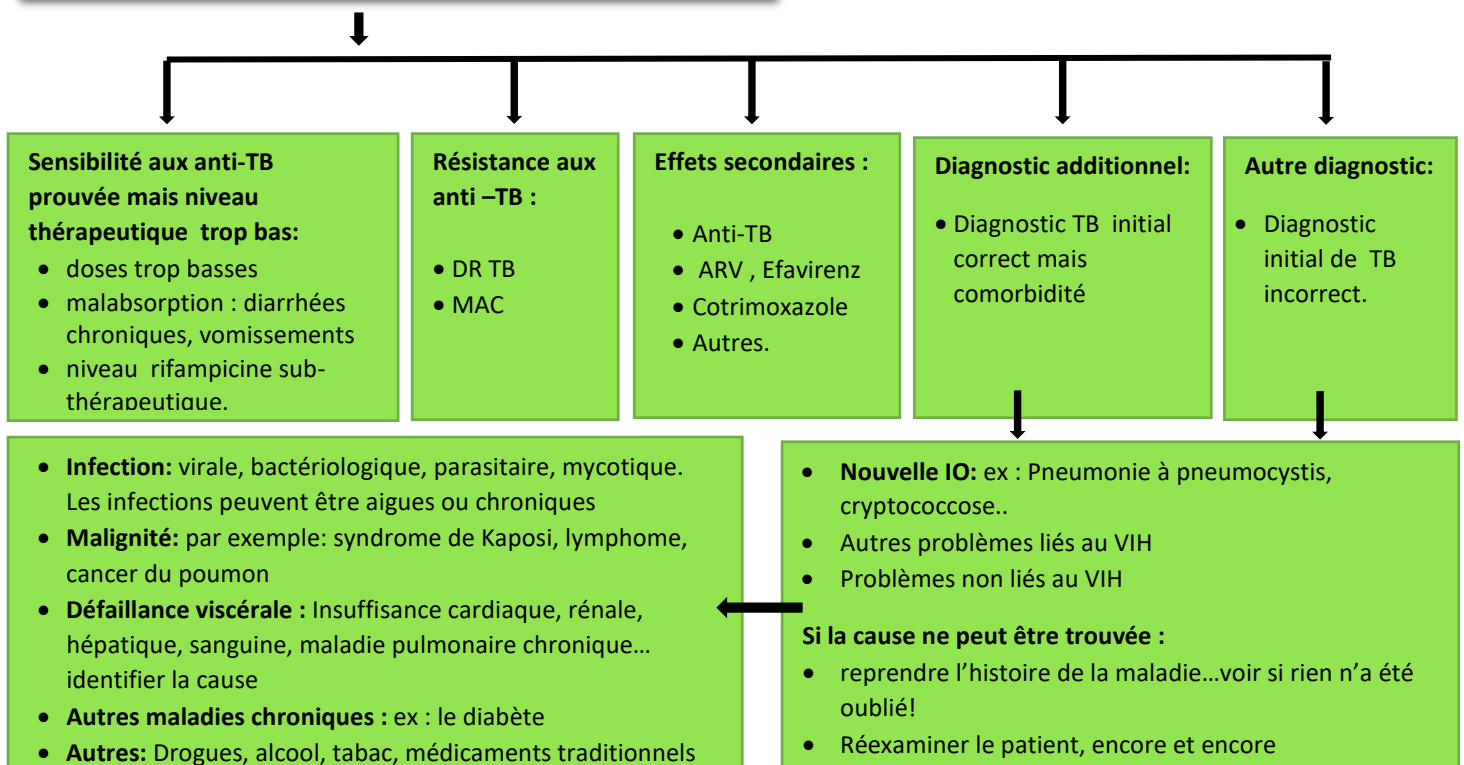 Sensibilité aux anti-TB
prouvée mais niveau
thérapeutique trop bas:
• doses trop basses
• malabsorption : diarrhées
chroniques, vomissements
• niveau rifampicine sub-
thérapeutique.
Résistance aux
anti –TB :
• DR TB
• MAC
Effets secondaires :
• Anti-TB
• ARV , Efavirenz
• Cotrimoxazole
• Autres.
Diagnostic additionnel:
• Diagnostic TB initial
correct mais
comorbidité
Autre diagnostic:
• Diagnostic
initial de TB
incorrect.
• Infection: virale, bactériologique, parasitaire, mycotique.
Les infections peuvent être aigues ou chroniques
• Malignité: par exemple: syndrome de Kaposi, lymphome,
cancer du poumon
• Défaillance viscérale : Insuffisance cardiaque, rénale,
hépatique, sanguine, maladie pulmonaire chronique…
identifier la cause
• Autres maladies chroniques : ex : le diabète
• Autres: Drogues, alcool, tabac, médicaments traditionnels
• Nouvelle IO: ex : Pneumonie à pneumocystis,
cryptococcose..
• Autres problèmes liés au VIH
• Problèmes non liés au VIH
Si la cause ne peut être trouvée :
• reprendre l’histoire de la maladie…voir si rien n’a été
oublié!
• Réexaminer le patient, encore et encore